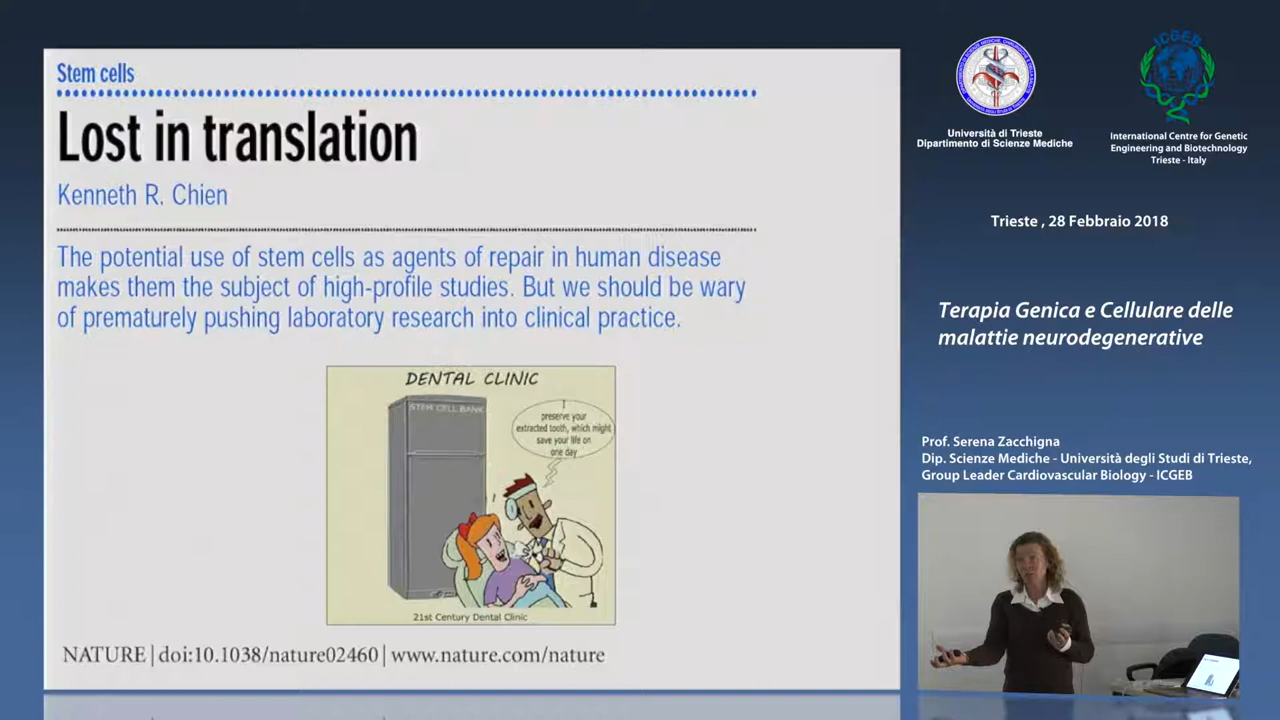 Stem cells
Lost in translation
Kenneth R. Chien
The potential use of stem cells as agents of repair in human disease
makes them the subject of high-profile studies. But we should be wary
of prematurely pushing laboratory research into clinical practice.
DENTAL CLINIC
STEM CELL BANK
I
preserve your
extracted tooth, which might
save your life on
one day
21st Century Dental Clinic
NATURE | doi:10.1038/nature02460 | www.nature.com/nature
Università di Trieste
Dipartimento di Scienze Mediche
ICGEB
International Centre for Genetic
Engineering and Biotechnology
Trieste - Italy
Trieste , 28 Febbraio 2018
Terapia Genica e Cellulare delle
malattie neurodegenerative
Prof. Serena Zacchigna
Dip. Scienze Mediche - Università degli Studi di Trieste,
Group Leader Cardiovascular Biology - ICGEB